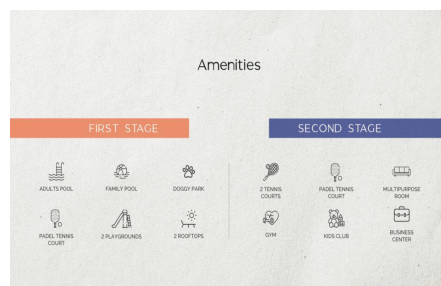 Amenities
FIRST STAGE
SECOND STAGE
ADULTS POOL
FAMILY POOL
DOGGY PARK
PADEL TENNIS
COURT
2 PLAYGROUNDS
2 ROOFTOPS
2 TENNIS
COURTS
PADEL TENNIS
COURT
MULTIPURPOSE
ROOM
GYM
KIDS CLUB
BUSINESS
CENTER